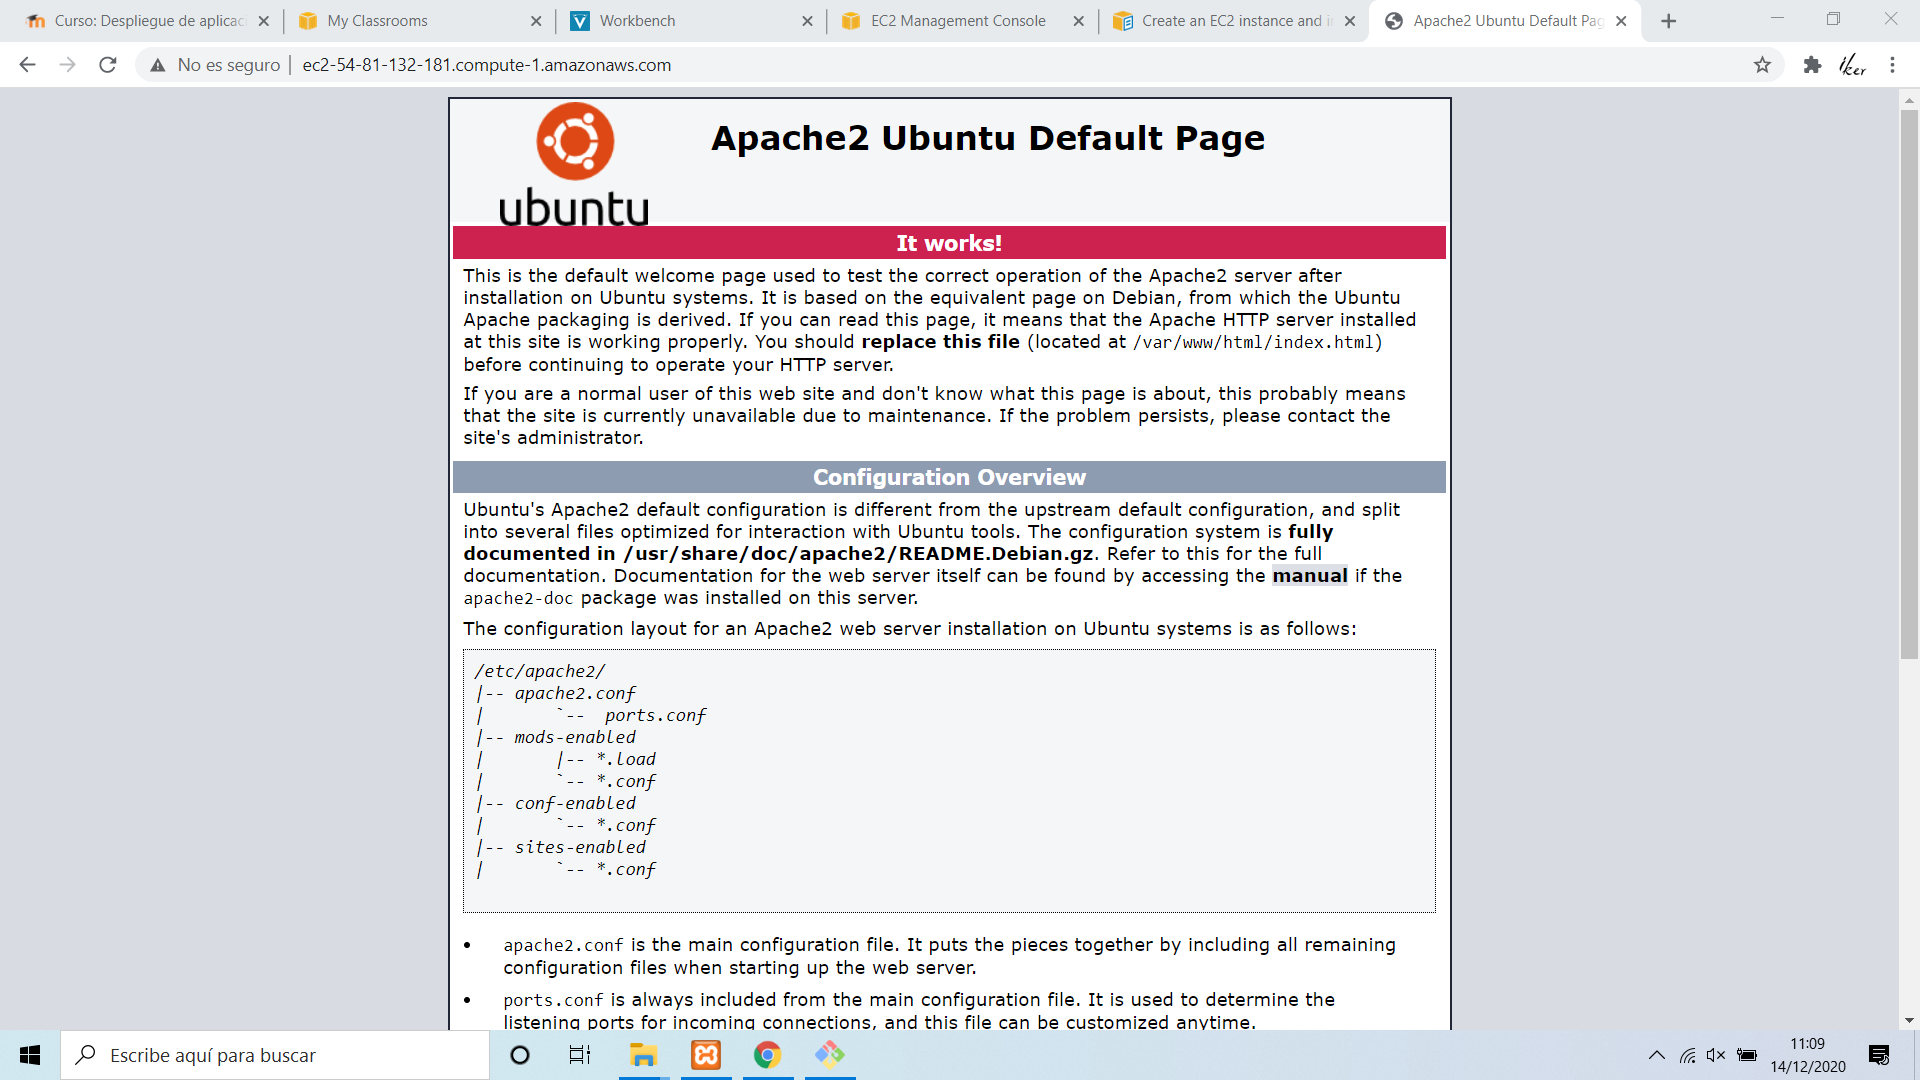 Curso: Despliegue de aplicac
My Classrooms
Workbench
EC2 Management Console
Create an EC2 instance and i
Apache2 Ubuntu Default Pag
No es seguro
ec2-54-81-132-181.compute-1.amazonaws.com
iker
ubuntu
Apache2 Ubuntu Default Page
It works!
This is the default welcome page used to test the correct operation of the Apache2 server after
installation on Ubuntu systems. It is based on the equivalent page on Debian, from which the Ubuntu
Apache packaging is derived. If you can read this page, it means that the Apache HTTP server installed
at this site is working properly. You should replace this file (located at /var/www/html/index.html)
before continuing to operate your HTTP server.
If you are a normal user of this web site and don't know what this page is about, this probably means
that the site is currently unavailable due to maintenance. If the problem persists, please contact the
site's administrator.
Configuration Overview
Ubuntu's Apache2 default configuration is different from the upstream default configuration, and split
into several files optimized for interaction with Ubuntu tools. The configuration system is fully
documented in /usr/share/doc/apache2/README.Debian.gz. Refer to this for the full
documentation. Documentation for the web server itself can be found by accessing the manual if the
apache2-doc package was installed on this server.
The configuration layout for an Apache2 web server installation on Ubuntu systems is as follows:
/etc/apache2/
|-- apache2.conf
|       `--  ports.conf
|-- mods-enabled
|       |-- *.load
|       `-- *.conf
|-- conf-enabled
|       `-- *.conf
|-- sites-enabled
|       `-- *.conf
• apache2.conf is the main configuration file. It puts the pieces together by including all remaining
configuration files when starting up the web server.
• ports.conf is always included from the main configuration file. It is used to determine the
listening ports for incoming connections, and this file can be customized anytime.
Escribe aquí para buscar
11:09
14/12/2020